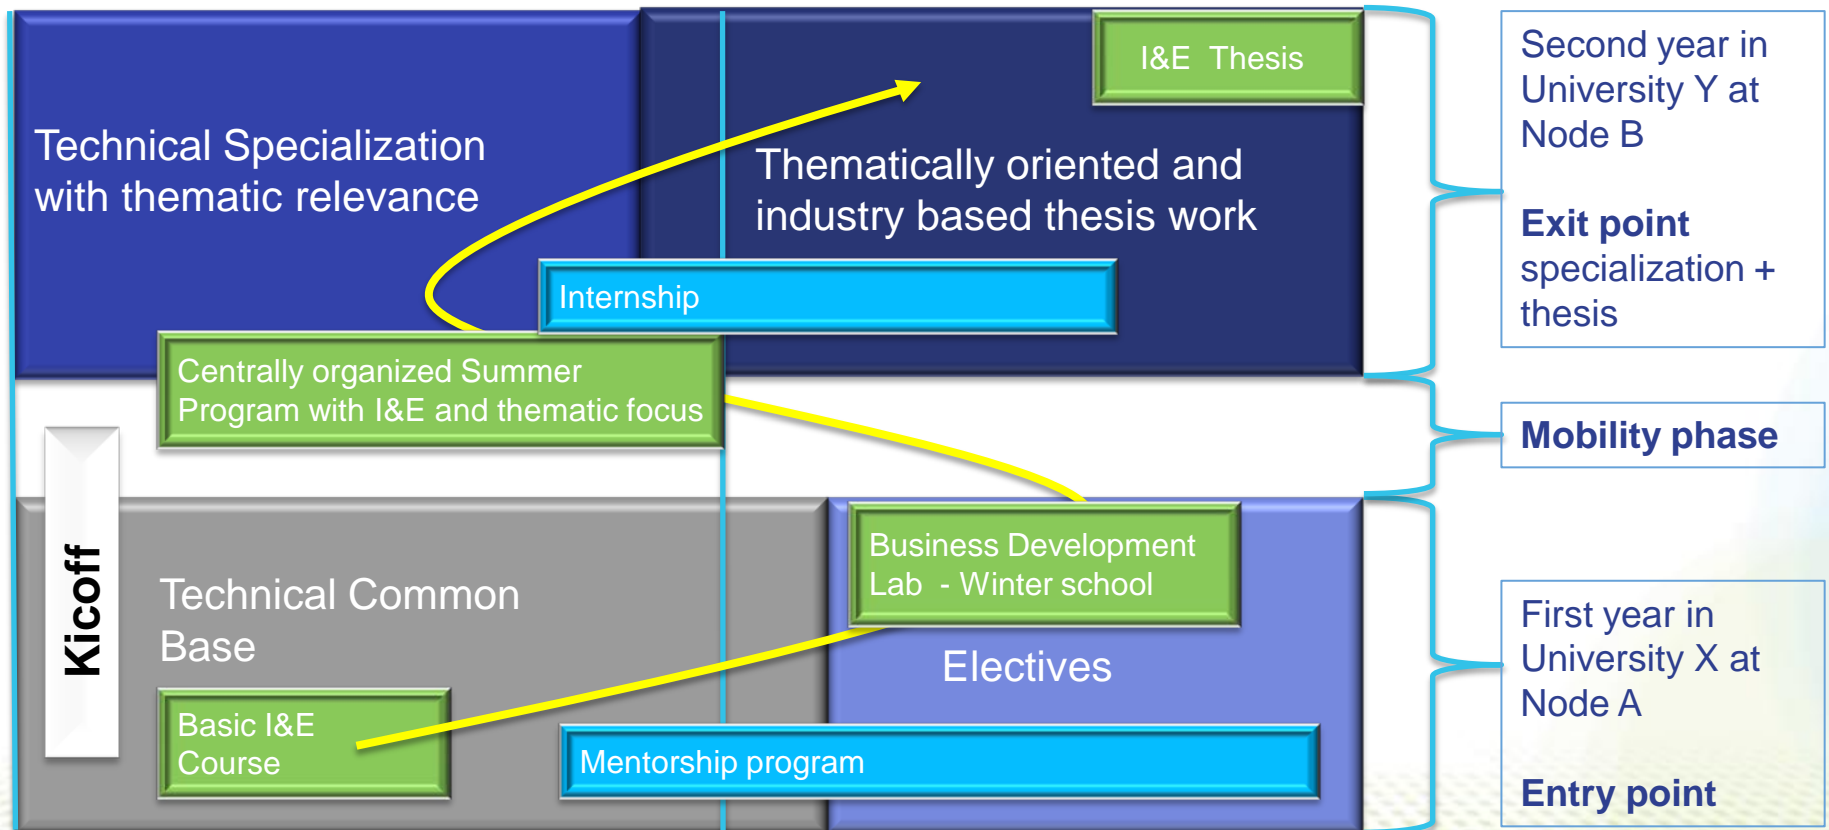 I&E Thesis
Technical Specialization
with thematic relevance
Thematically oriented and
industry based thesis work
Internship
Centrally organized Summer
Program with I&E and thematic focus
Kicoff
Technical Common
Base
Business Development
Lab - Winter school
Electives
Basic I&E
Course
Mentorship program
Second year in
University Y at
Node B
Exit point
specialization +
thesis
Mobility phase
First year in
University X at
Node A
Entry point